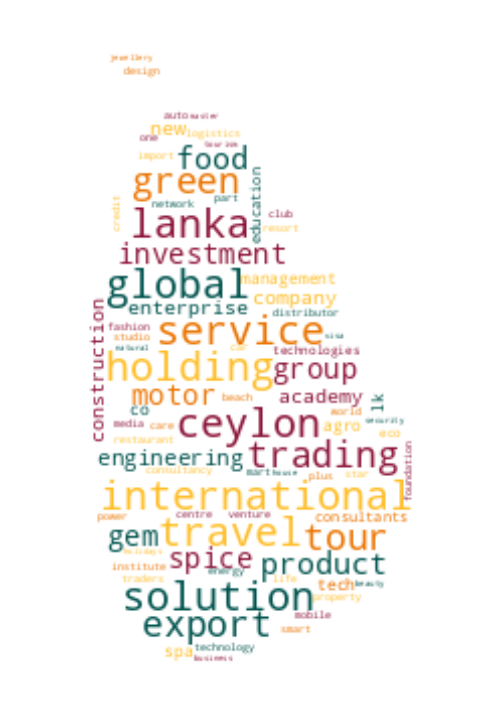 jewellery
design
auto master
new logistics
one tourism
import food
green
network part
education
credit
lanka club
resort
investment
global management
enterprise company
distributor
construction
fashion service visa
studio
natural car technologies
holding group
motor beach academy
co world lk
media care ceylon agro security
restaurant eco
engineering trading
consultancy mart house plus star
foundation
international
power centre venture consultants
gem travel tour
holidays
spice product
institute energy
traders life tech beauty
solution property
export mobile
smart
spa technology
business